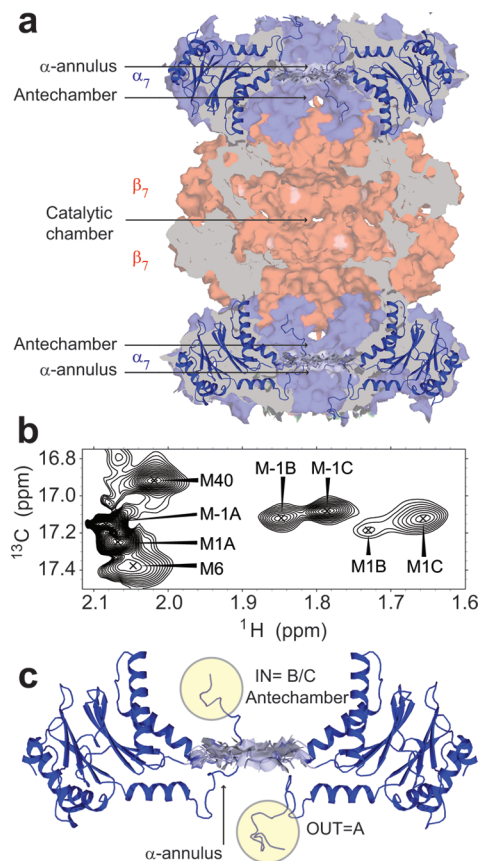 a
α-annulus
α7
Antechamber
β7
Catalytic
chamber
β7
Antechamber
α7
α-annulus
b
13C (ppm)
16.8
17.0
17.2
17.4
M40
M-1A
M1A
M6
M-1B M-1C
M1B M1C
2.1 2.0 1.9 1.8 1.7 1.6
1H (ppm)
c
IN= B/C
Antechamber
OUT=A
α-annulus